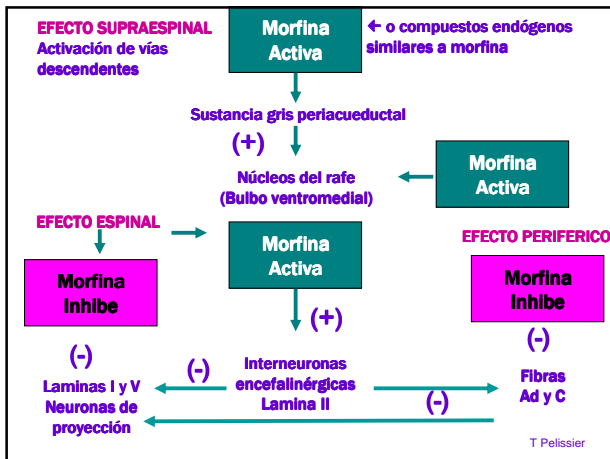 EFECTO SUPRAESPINAL
Activación de vías
descendentes
Morfina
Activa
← o compuestos endógenos
similares a morfina
Sustancia gris periacueductal
(+)
Núcleos del rafe
(Bulbo ventromedial)
Morfina
Activa
EFECTO ESPINAL
Morfina
Activa
EFECTO PERIFERICO
Morfina
Inhibe
Morfina
Inhibe
(+)
(-)
(-)
Laminas I y V
Neuronas de
proyección
(-)
Interneuronas
encefalinérgicas
Lamina II
(-)
Fibras
Ad y C
T Pelissier